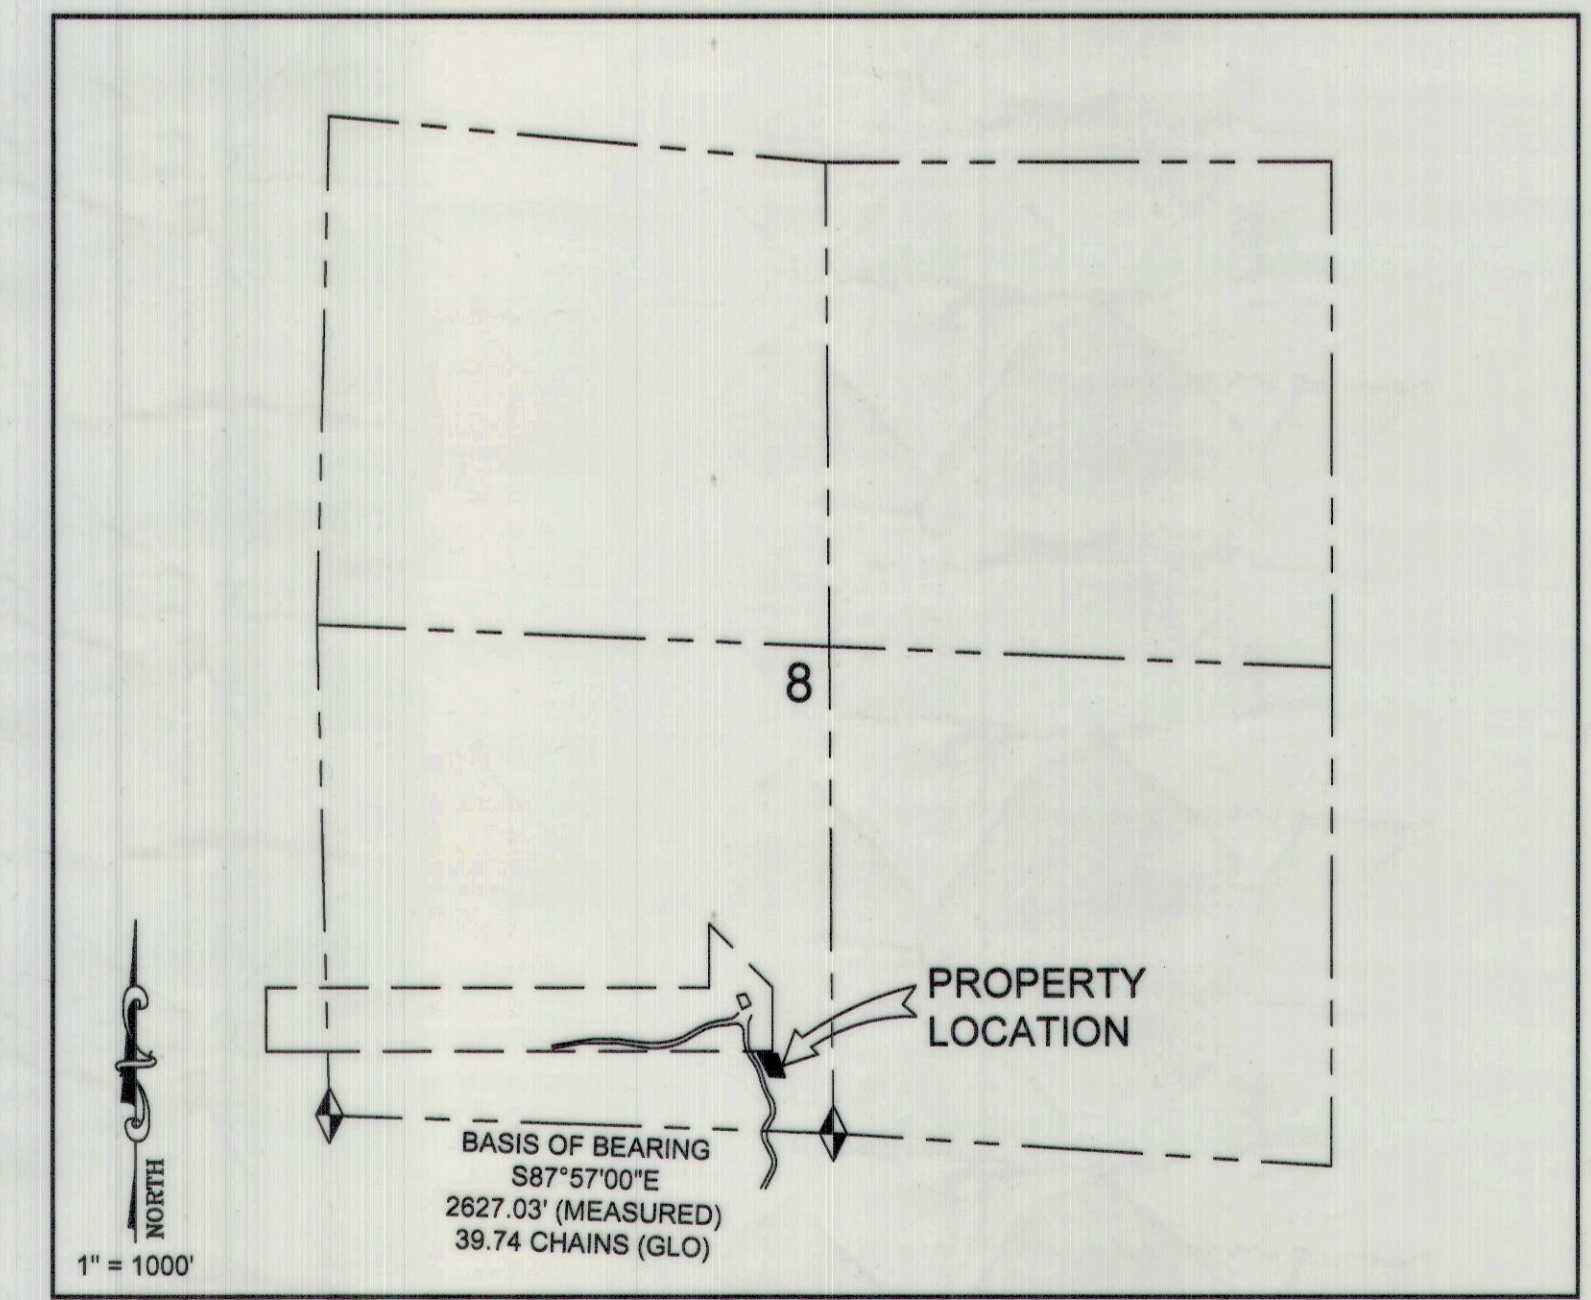 8
PROPERTY
LOCATION
BASIS OF BEARING
S87°57'00"E
2627.03' (MEASURED)
39.74 CHAINS (GLO)
NORTH
1" = 1000'